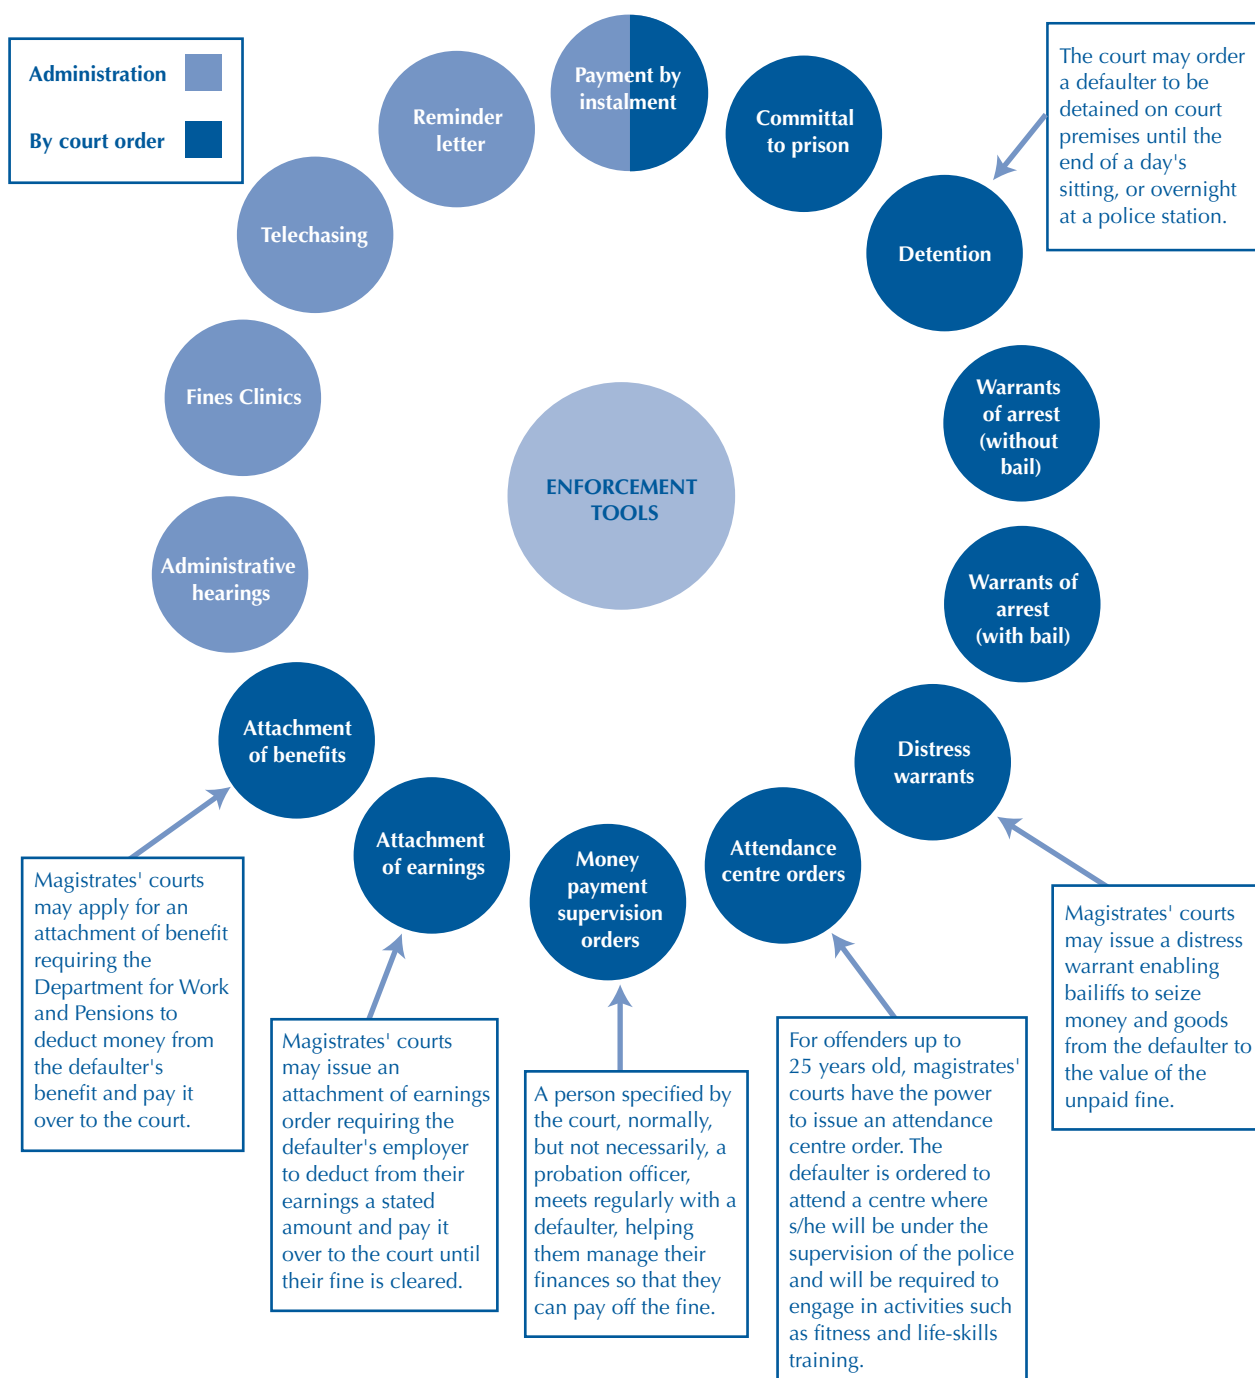 Administration
By court order
Payment by
instalment
Committal
to prison
The court may order
a defaulter to be
detained on court
premises until the
end of a day's
sitting, or overnight
at a police station.
Detention
Warrants
of arrest
(without
bail)
Warrants of
arrest
(with bail)
Distress
warrants
Magistrates' courts
may issue a distress
warrant enabling
bailiffs to seize
money and goods
from the defaulter to
the value of the
unpaid fine.
Attendance
centre orders
For offenders up to
25 years old, magistrates'
courts have the power
to issue an attendance
centre order. The
defaulter is ordered to
attend a centre where
s/he will be under the
supervision of the police
and will be required to
engage in activities such
as fitness and life-skills
training.
Money
payment
supervision
orders
A person specified by
the court, normally,
but not necessarily, a
probation officer,
meets regularly with a
defaulter, helping
them manage their
finances so that they
can pay off the fine.
Attachment
of earnings
Magistrates' courts
may issue an
attachment of earnings
order requiring the
defaulter's employer
to deduct from their
earnings a stated
amount and pay it
over to the court until
their fine is cleared.
Attachment
of benefits
Magistrates' courts
may apply for an
attachment of benefit
requiring the
Department for Work
and Pensions to
deduct money from
the defaulter's
benefit and pay it
over to the court.
Administrative
hearings
Fines Clinics
Telechasing
Reminder
letter
ENFORCEMENT
TOOLS